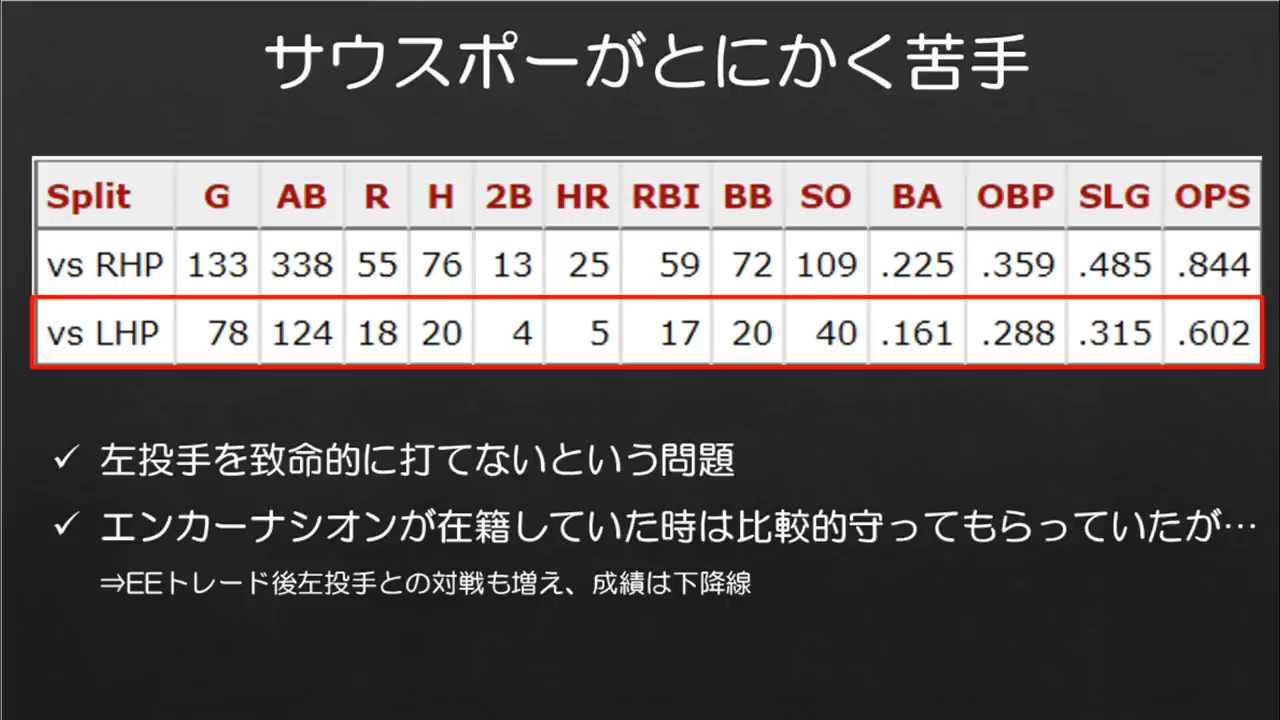 サウスポーがとにかく苦手
Split G AB R H 2B HR RBI BB SO BA OBP SLG OPS
vs RHP 133 338 55 76 13 25 59 72 109 .225 .359 .485 .844
vs LHP 78 124 18 20 4 5 17 20 40 .161 .288 .315 .602
✓ 左投手を致命的に打てないという問題
✓ エンカーナシオンが在籍していた時は比較的守ってもらっていたが…
⇒EEトレード後左投手との対戦も増え、成績は下降線